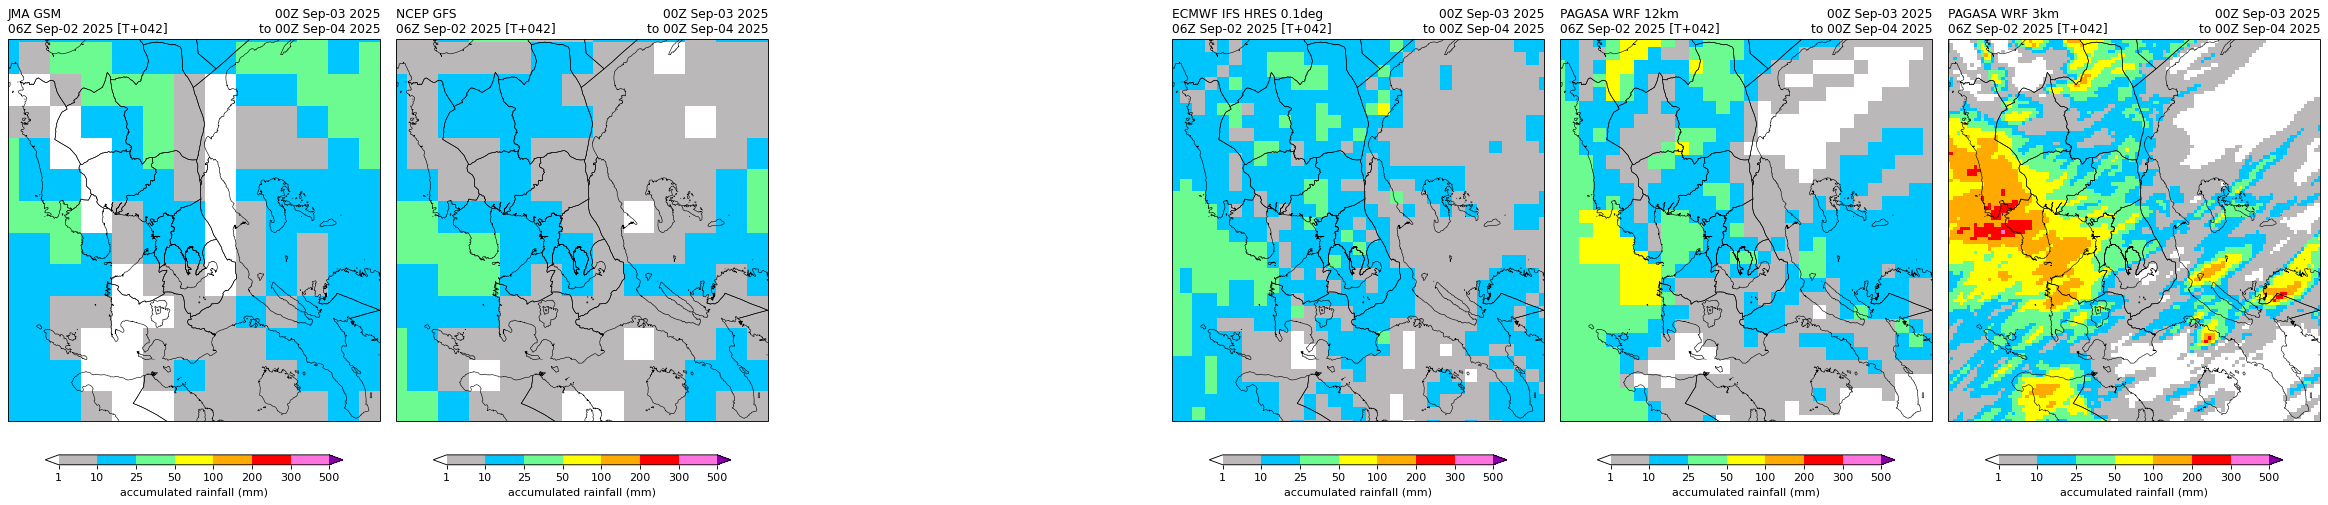 JMA GSM
00Z Sep-03 2025
06Z Sep-02 2025 [T+042]
to 00Z Sep-04 2025
1 10 25 50 100 200 300 500
accumulated rainfall (mm)
NCEP GFS
00Z Sep-03 2025
06Z Sep-02 2025 [T+042]
to 00Z Sep-04 2025
1 10 25 50 100 200 300 500
accumulated rainfall (mm)
ECMWF IFS HRES 0.1deg
00Z Sep-03 2025
06Z Sep-02 2025 [T+042]
to 00Z Sep-04 2025
1 10 25 50 100 200 300 500
accumulated rainfall (mm)
PAGASA WRF 12km
00Z Sep-03 2025
06Z Sep-02 2025 [T+042]
to 00Z Sep-04 2025
1 10 25 50 100 200 300 500
accumulated rainfall (mm)
PAGASA WRF 3km
00Z Sep-03 2025
06Z Sep-02 2025 [T+042]
to 00Z Sep-04 2025
1 10 25 50 100 200 300 500
accumulated rainfall (mm)